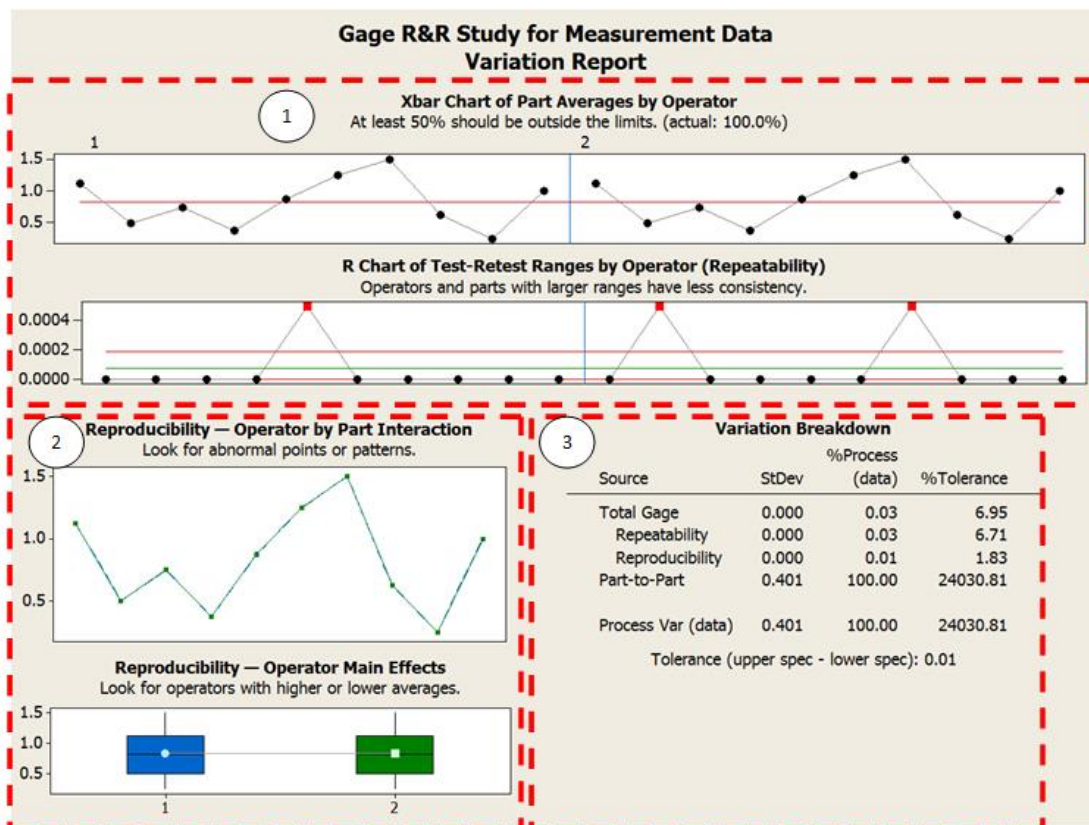 Gage R&R Study for Measurement Data
Variation Report
1
Xbar Chart of Part Averages by Operator
At least 50% should be outside the limits. (actual: 100.0%)
1 2
1.5
1.0
0.5
R Chart of Test-Retest Ranges by Operator (Repeatability)
Operators and parts with larger ranges have less consistency.
0.0004
0.0002
0.0000
2
Reproducibility — Operator by Part Interaction
Look for abnormal points or patterns.
1.5
1.0
0.5
Reproducibility — Operator Main Effects
Look for operators with higher or lower averages.
1.5
1.0
0.5
1 2
3
Variation Breakdown
%Process
Source StDev (data) %Tolerance
Total Gage 0.000 0.03 6.95
Repeatability 0.000 0.03 6.71
Reproducibility 0.000 0.01 1.83
Part-to-Part 0.401 100.00 24030.81
Process Var (data) 0.401 100.00 24030.81
Tolerance (upper spec - lower spec): 0.01